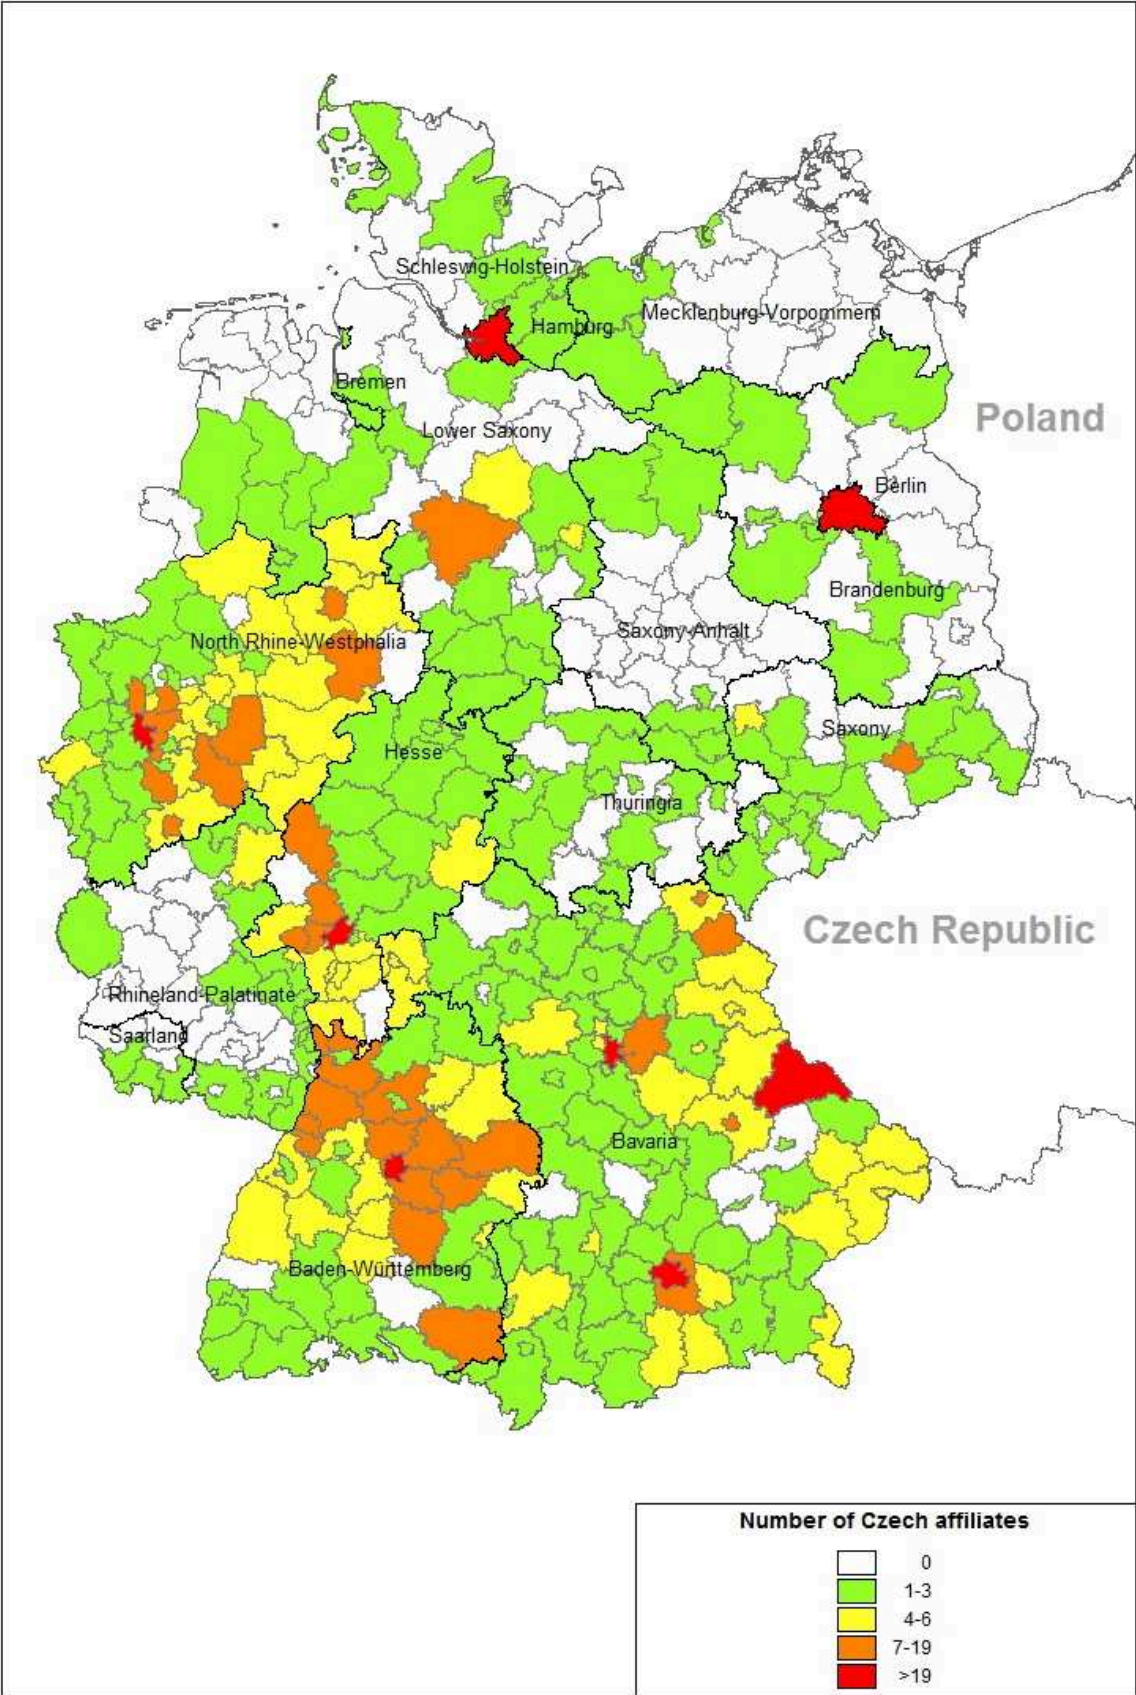 Schleswig-Holstein
Mecklenburg-Vorpommern
Hamburg
Bremen
Poland
Lower Saxony
Berlin
Brandenburg
Saxony-Anhalt
North Rhine-Westphalia
Saxony
Hesse
Thuringia
Czech Republic
Rhineland-Palatinate
Saarland
Bavaria
Baden-Württemberg
Number of Czech affiliates
0
1-3
4-6
7-19
>19